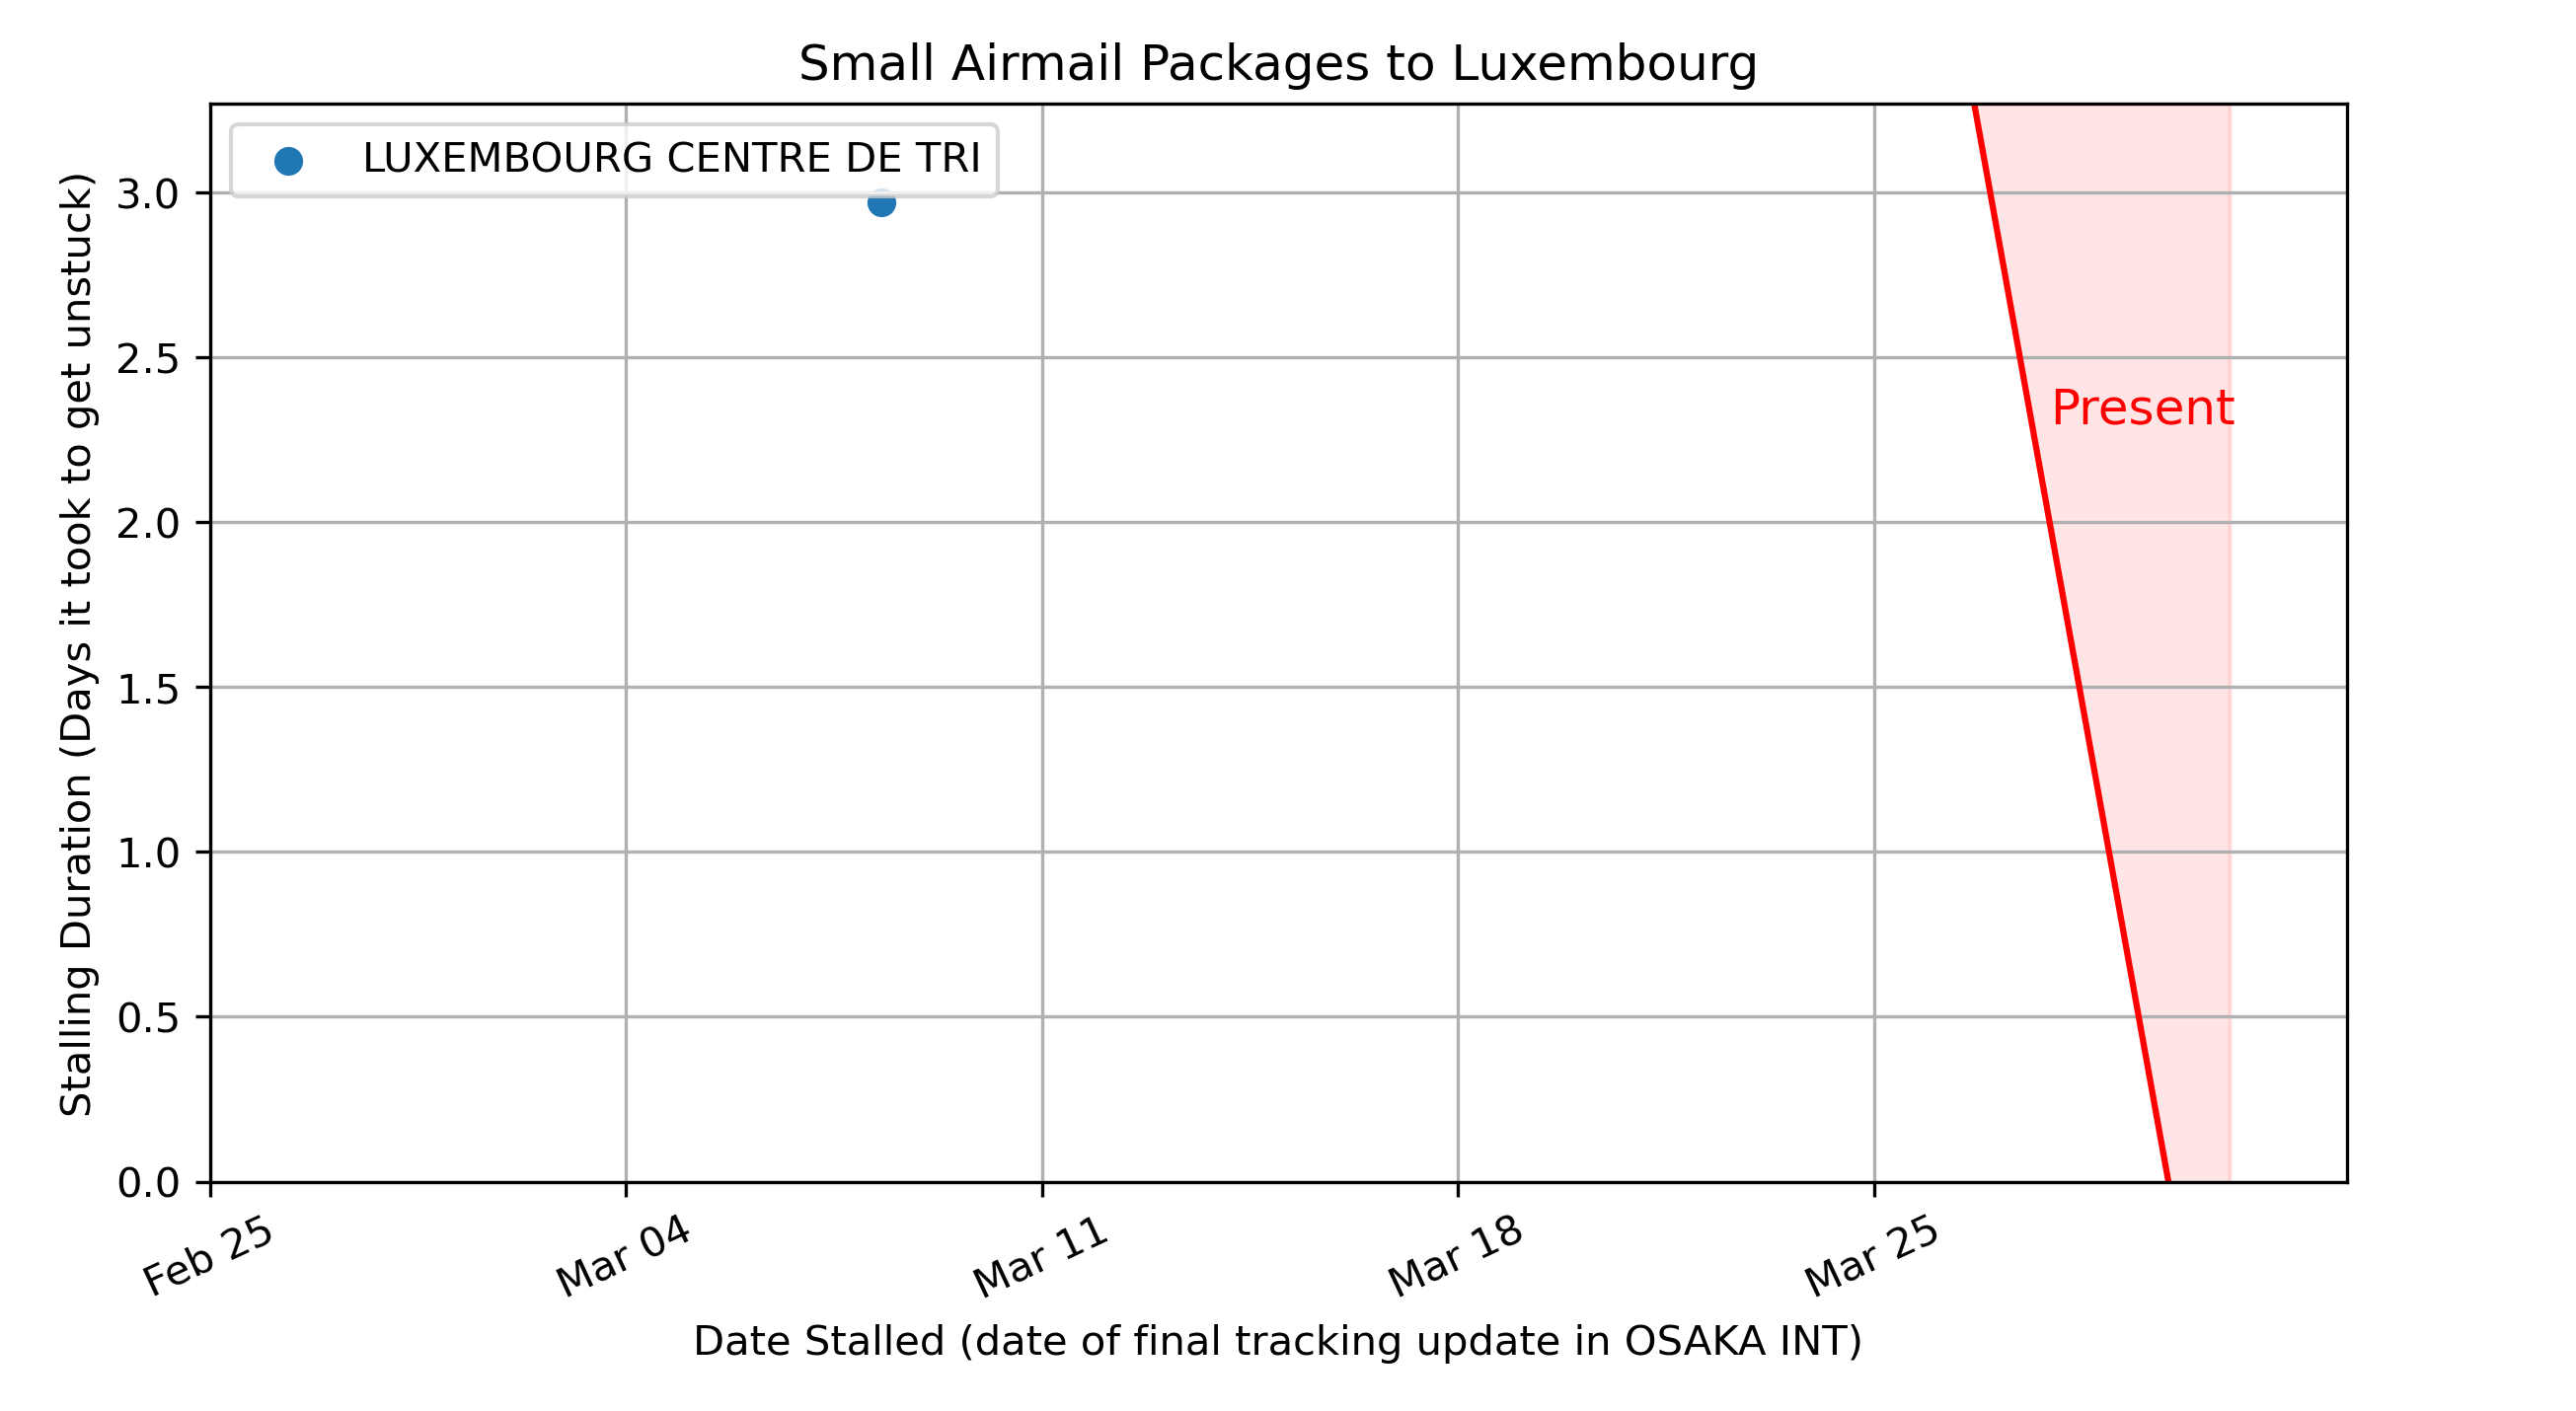 Small Airmail Packages to Luxembourg
LUXEMBOURG CENTRE DE TRI
Stalling Duration (Days it took to get unstuck)
3.0
2.5
2.0
1.5
1.0
0.5
0.0
Present
Feb 25
Mar 04
Mar 11
Mar 18
Mar 25
Date Stalled (date of final tracking update in OSAKA INT)